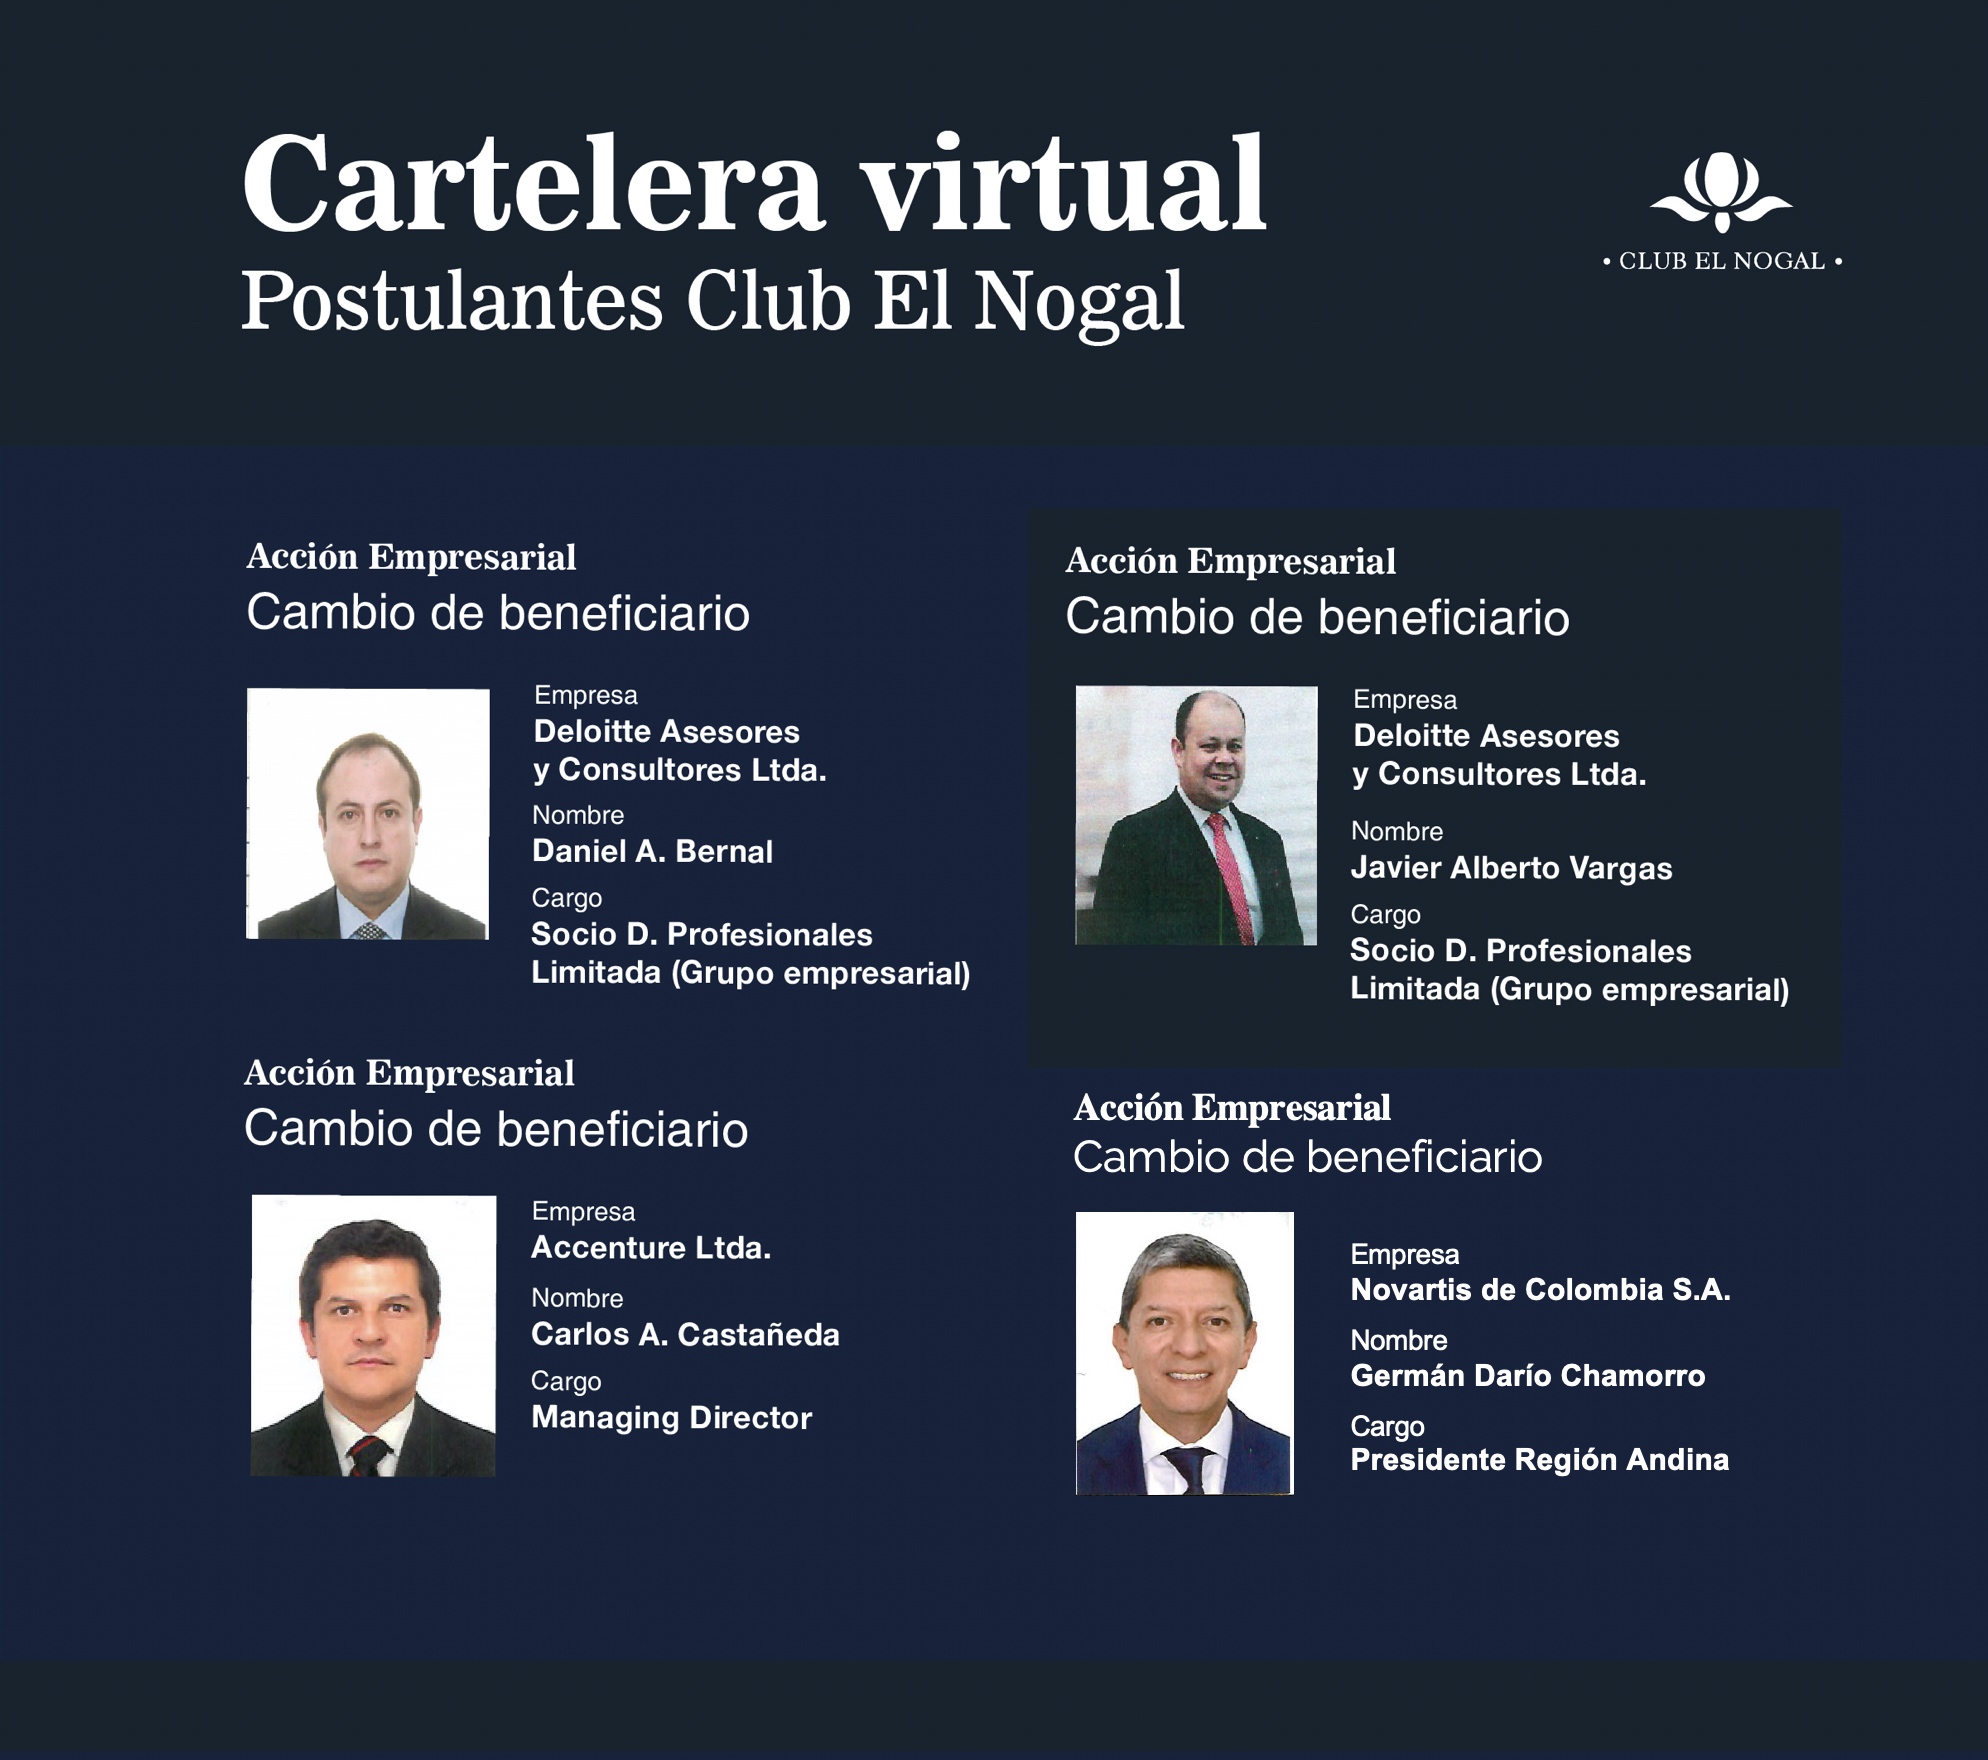 Cartelera virtual
Postulantes Club El Nogal
• CLUB EL NOGAL •
Acción Empresarial
Cambio de beneficiario
Empresa
Deloitte Asesores
y Consultores Ltda.
Nombre
Daniel A. Bernal
Cargo
Socio D. Profesionales
Limitada (Grupo empresarial)
Acción Empresarial
Cambio de beneficiario
Empresa
Deloitte Asesores
y Consultores Ltda.
Nombre
Javier Alberto Vargas
Cargo
Socio D. Profesionales
Limitada (Grupo empresarial)
Acción Empresarial
Cambio de beneficiario
Empresa
Accenture Ltda.
Nombre
Carlos A. Castañeda
Cargo
Managing Director
Acción Empresarial
Cambio de beneficiario
Empresa
Novartis de Colombia S.A.
Nombre
Germán Darío Chamorro
Cargo
Presidente Región Andina